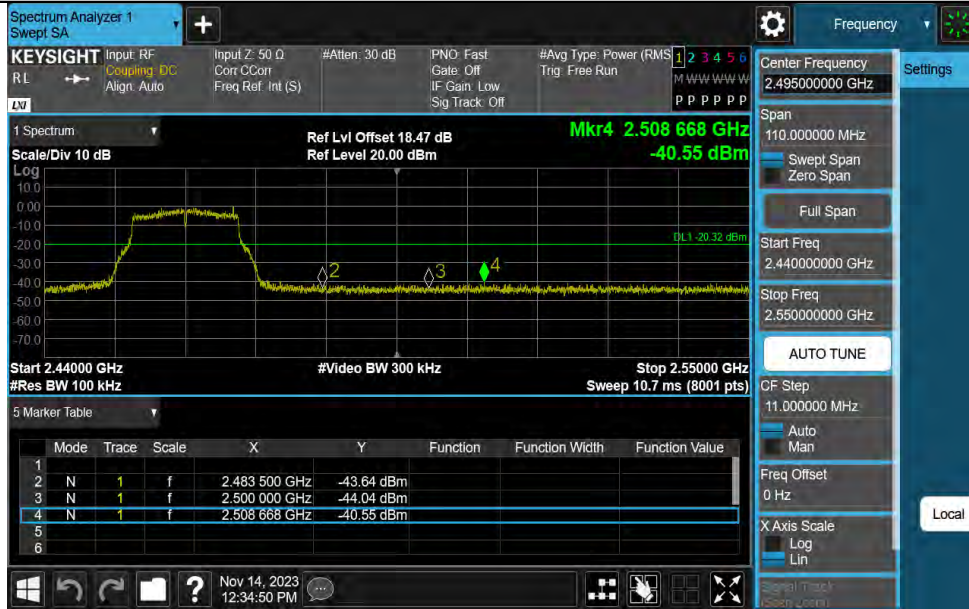 Spectrum Analyzer 1
Swept SA
+
Frequency
KEYSIGHT Input: RF Input Z: 50 Ω #Atten: 30 dB PNO: Fast #Avg Type: Power (RMS 1 2 3 4 5 6
RL Coupling: DC Corr CCorr Gate: Off Trig: Free Run M W W W W W
Align: Auto Freq Ref: Int (S) IF Gain: Low P P P P P P
LXI Sig Track: Off
1 Spectrum
Scale/Div 10 dB
Ref Lvl Offset 18.47 dB
Ref Level 20.00 dBm
Mkr4 2.508 668 GHz
-40.55 dBm
Log
10.0
0.00
-10.0
-20.0
-30.0
-40.0
-50.0
-60.0
-70.0
DL1 -20.32 dBm
2
3
4
Start 2.44000 GHz #Video BW 300 kHz Stop 2.55000 GHz
#Res BW 100 kHz Sweep 10.7 ms (8001 pts)
5 Marker Table
Mode Trace Scale X Y Function Function Width Function Value
1
2 N 1 f 2.483 500 GHz -43.64 dBm
3 N 1 f 2.500 000 GHz -44.04 dBm
4 N 1 f 2.508 668 GHz -40.55 dBm
5
6
Nov 14, 2023
12:34:50 PM
?
Center Frequency
2.495000000 GHz
Settings
Span
110.000000 MHz
Swept Span
Zero Span
Full Span
Start Freq
2.440000000 GHz
Stop Freq
2.550000000 GHz
AUTO TUNE
CF Step
11.000000 MHz
Auto
Man
Freq Offset
0 Hz
Local
X Axis Scale
Log
Lin
Signal Track
(Span Zoom)